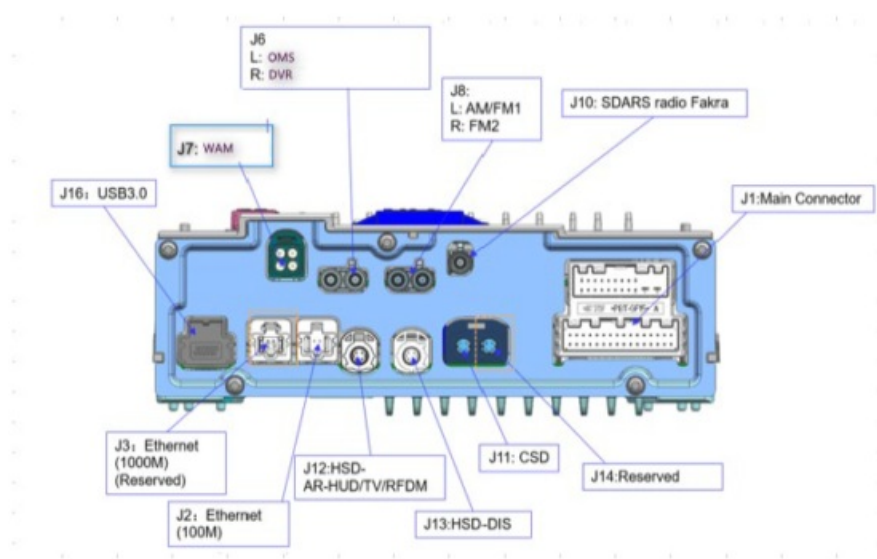 J6
L: OMS
R: DVR
J8:
L: AM/FM1
R: FM2
J10: SDARS radio Fakra
J7: WAM
J16：USB3.0
J1:Main Connector
J3：Ethernet
(1000M)
(Reserved)
J2：Ethernet
(100M)
J12:HSD-
AR-HUD/TV/RFDM
J13:HSD-DIS
J11: CSD
J14:Reserved